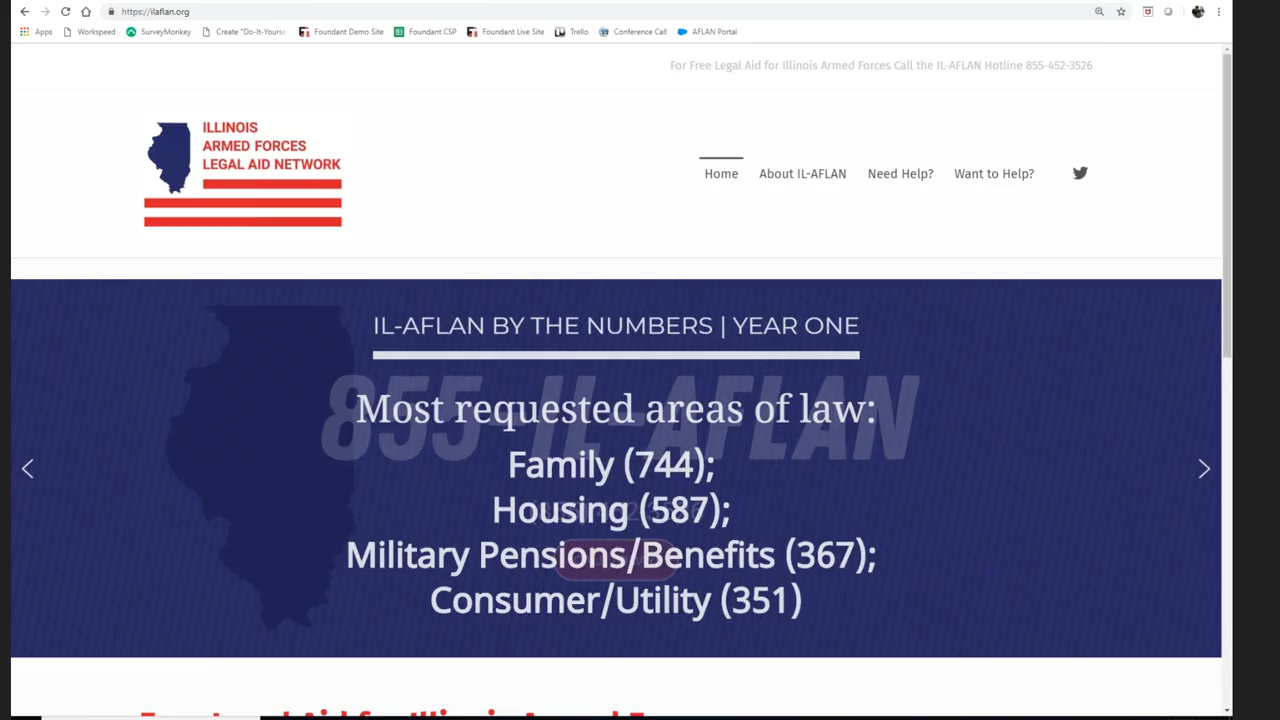 https://ilaflan.org
Apps Workspeed SurveyMonkey Create "Do-It-Yours Foundant Demo Site Foundant CSP Foundant Live Site Trello Conference Call AFLAN Portal
For Free Legal Aid for Illinois Armed Forces Call the IL-AFLAN Hotline 855-452-3526
ILLINOIS
ARMED FORCES
LEGAL AID NETWORK
Home About IL-AFLAN Need Help? Want to Help?
IL-AFLAN BY THE NUMBERS | YEAR ONE
855-IL-AFLAN
Most requested areas of law:
Family (744);
Housing (587);
Military Pensions/Benefits (367);
Consumer/Utility (351)